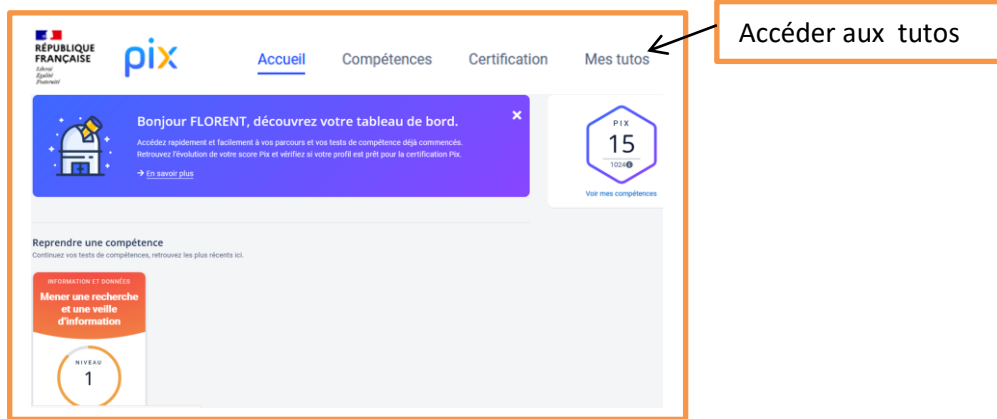 Accéder aux tutos
RÉPUBLIQUE
FRANÇAISE
Liberté
Égalité
Fraternité
pix
Accueil
Compétences
Certification
Mes tutos
Bonjour FLORENT, découvrez votre tableau de bord.
Accédez rapidement et facilement à vos parcours et vos tests de compétence déjà commencés.
Retrouvez l'évolution de votre score Pix et vérifiez si votre profil est prêt pour la certification Pix.
→ En savoir plus
PIX
15
1024
Voir mes compétences
Reprendre une compétence
Continuez vos tests de compétences, retrouvez les plus récents ici.
INFORMATION ET DONNÉES
Mener une recherche
et une veille
d'information
NIVEAU
1